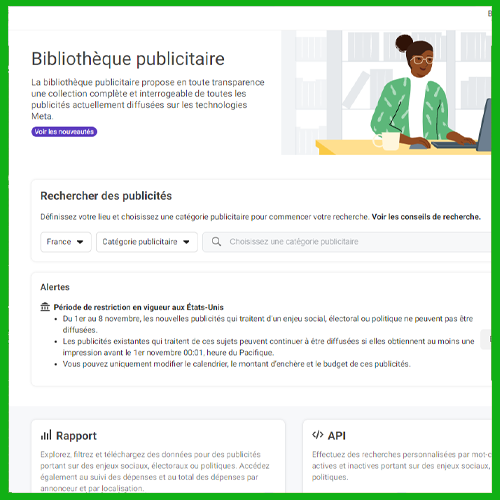 Bibliothèque publicitaire
La bibliothèque publicitaire propose en toute transparence
une collection complète et interrogeable de toutes les
publicités actuellement diffusées sur les technologies
Meta.
Voir les nouveautés
Rechercher des publicités
Définissez votre lieu et choisissez une catégorie publicitaire pour commencer votre recherche. Voir les conseils de recherche.
France Catégorie publicitaire Choisissez une catégorie publicitaire
Alertes
Période de restriction en vigueur aux États-Unis
• Du 1er au 8 novembre, les nouvelles publicités qui traitent d'un enjeu social, électoral ou politique ne peuvent pas être
diffusées.
• Les publicités existantes qui traitent de ces sujets peuvent continuer à être diffusées si elles obtiennent au moins une
impression avant le 1er novembre 00:01, heure du Pacifique.
• Vous pouvez uniquement modifier le calendrier, le montant d'enchère et le budget de ces publicités.
Rapport
Explorez, filtrez et téléchargez des données pour des publicités
portant sur des enjeux sociaux, électoraux ou politiques. Accédez
également au suivi des dépenses et au total des dépenses par
annonceur et par localisation.
</> API
Effectuez des recherches personnalisées par mot-c
actives et inactives portant sur des enjeux sociaux,
politiques.